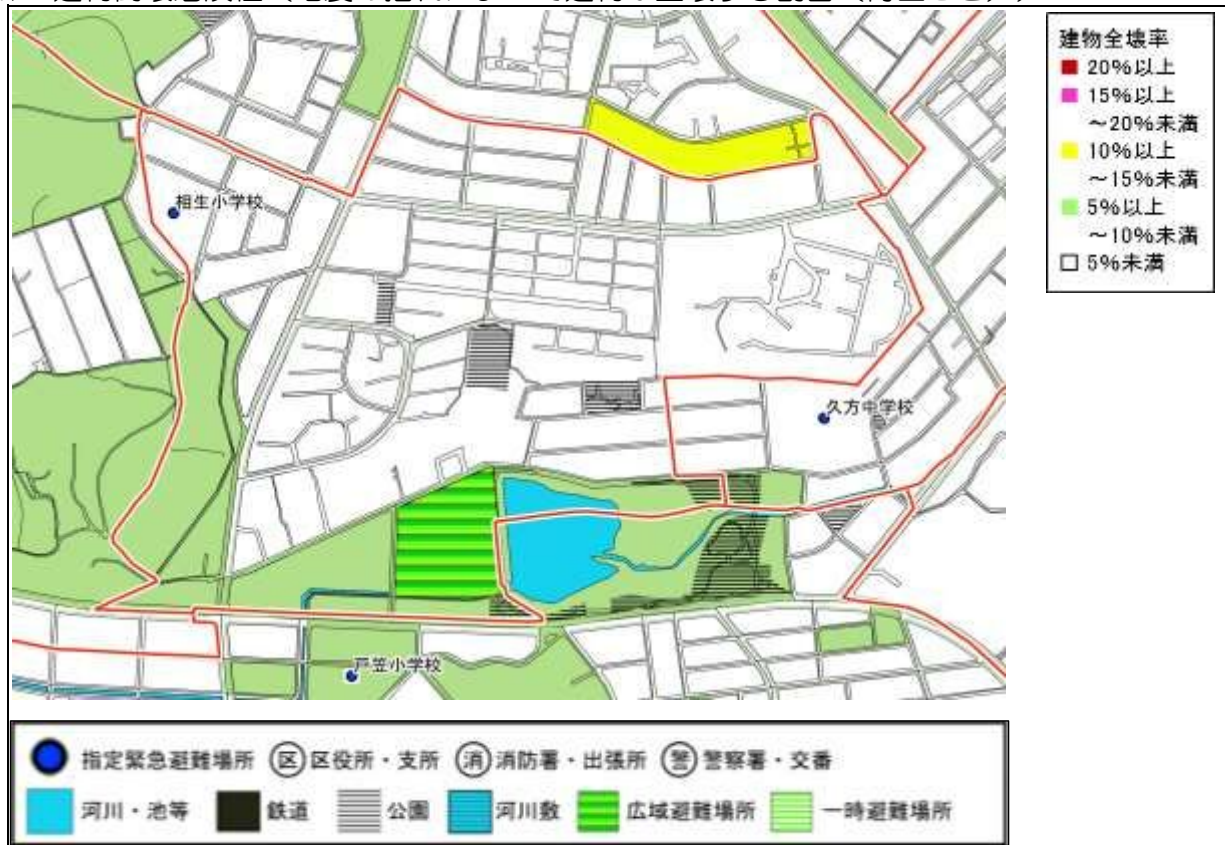 建物全壊率
20%以上
15%以上
～20%未満
10%以上
～15%未満
5%以上
～10%未満
5%未満
相生小学校
久方中学校
戸笠小学校
指定緊急避難場所 区 区役所・支所 消 消防署・出張所 警 警察署・交番
河川・池等 鉄道 公園 河川敷 広域避難場所 一時避難場所